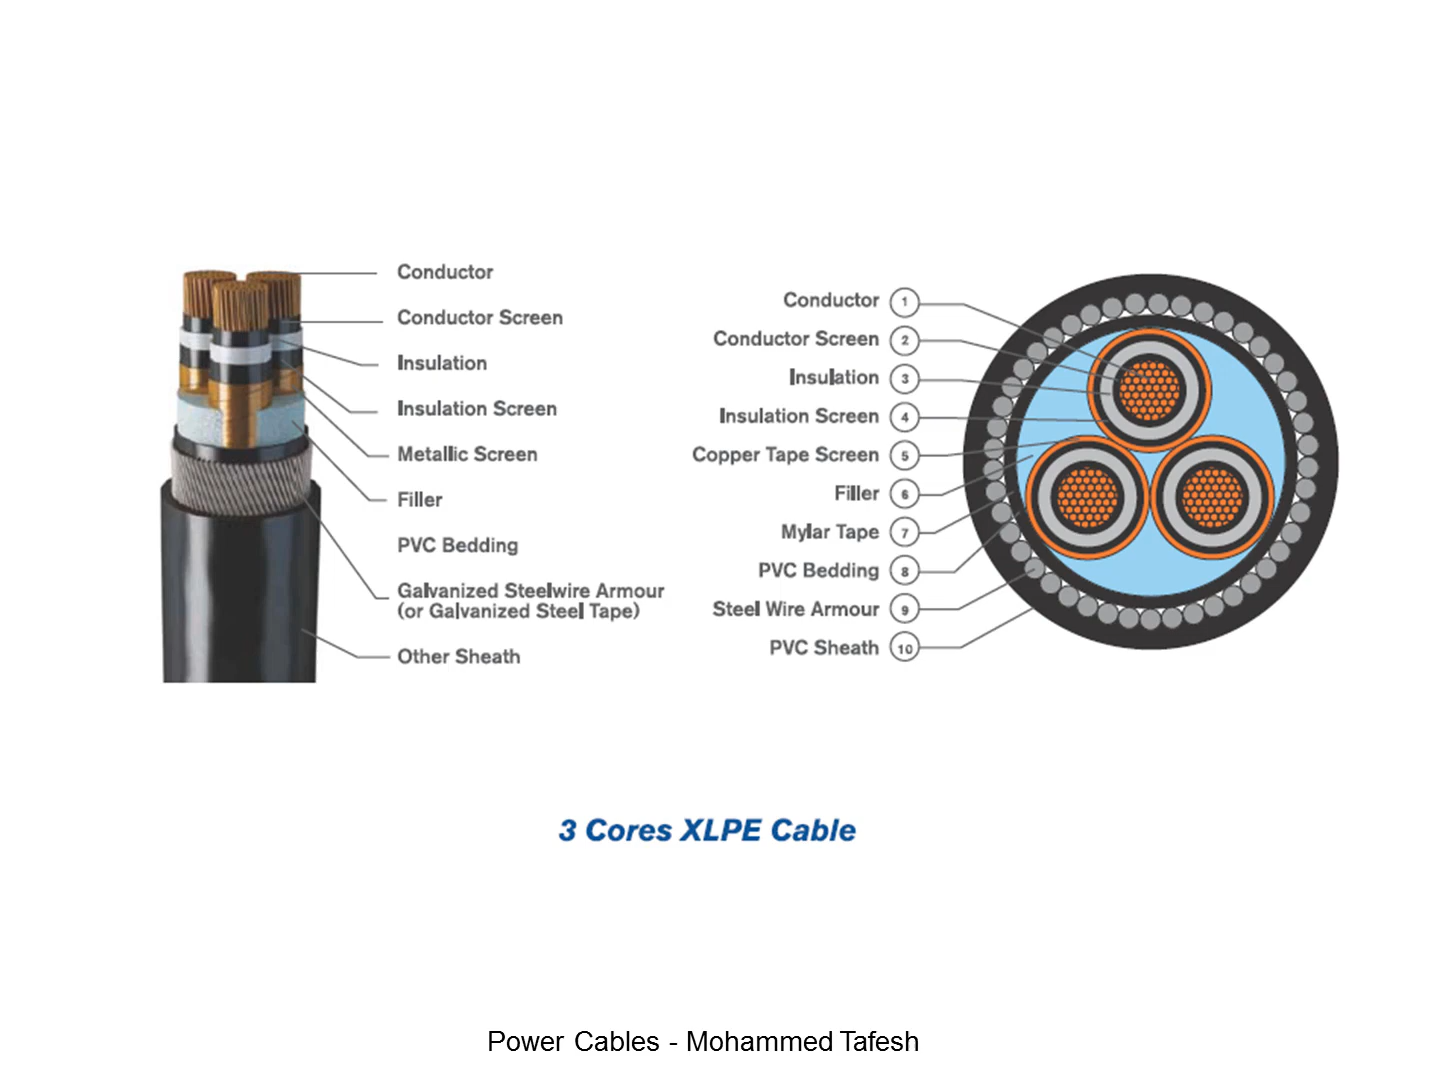 Conductor
Conductor Screen
Insulation
Insulation Screen
Metallic Screen
Filler
PVC Bedding
Galvanized Steelwire Armour
(or Galvanized Steel Tape)
Other Sheath
Conductor 1
Conductor Screen 2
Insulation 3
Insulation Screen 4
Copper Tape Screen 5
Filler 6
Mylar Tape 7
PVC Bedding 8
Steel Wire Armour 9
PVC Sheath 10
3 Cores XLPE Cable
Power Cables - Mohammed Tafesh